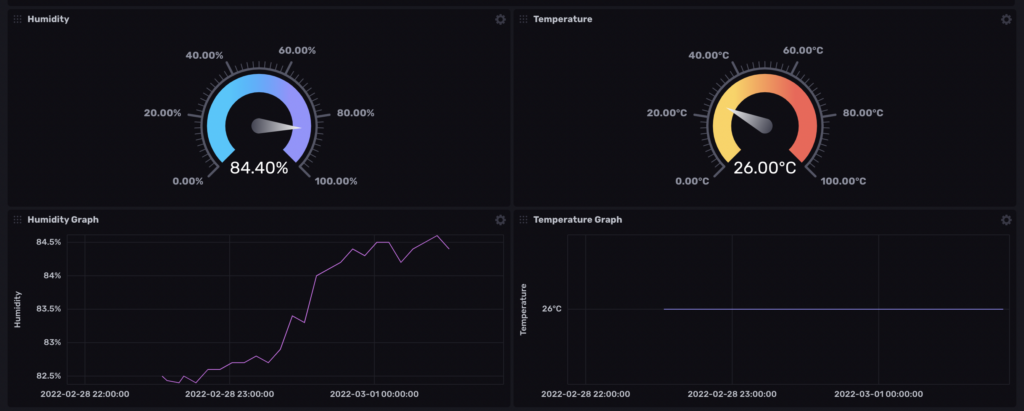 Humidity
40.00%
60.00%
20.00%
80.00%
84.40%
0.00%
100.00%
Temperature
40.00°C
60.00°C
20.00°C
80.00°C
26.00°C
0.00°C
100.00°C
Humidity Graph
84.5%
84%
83.5%
83%
82.5%
Humidity
2022-02-28 22:00:00
2022-02-28 23:00:00
2022-03-01 00:00:00
Temperature Graph
26°C
Temperature
2022-02-28 22:00:00
2022-02-28 23:00:00
2022-03-01 00:00:00